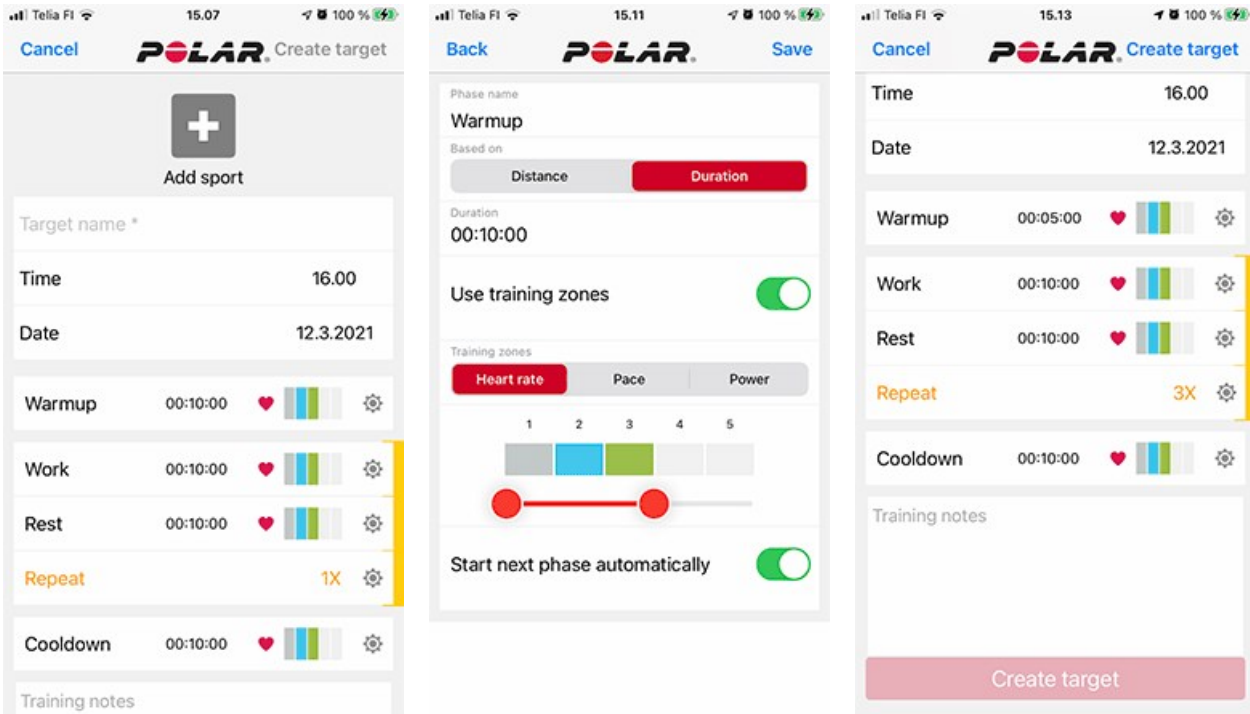 Telia FI 15.07 100 %
Cancel POLAR. Create target
Add sport
Target name *
Time 16.00
Date 12.3.2021
Warmup 00:10:00
Work 00:10:00
Rest 00:10:00
Repeat 1X
Cooldown 00:10:00
Training notes
Telia FI 15.11 100 %
Back POLAR. Save
Phase name
Warmup
Based on
Distance Duration
Duration
00:10:00
Use training zones
Training zones
Heart rate Pace Power
1 2 3 4 5
Start next phase automatically
Telia FI 15.13 100 %
Cancel POLAR. Create target
Time 16.00
Date 12.3.2021
Warmup 00:05:00
Work 00:10:00
Rest 00:10:00
Repeat 3X
Cooldown 00:10:00
Training notes
Create target